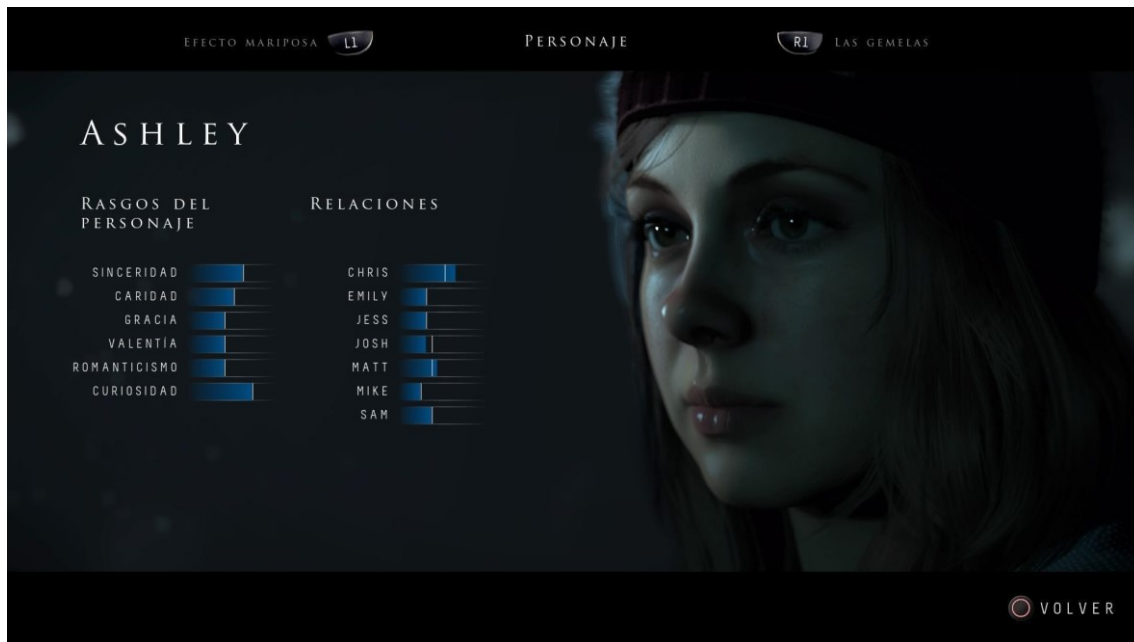 EFECTO MARIPOSA L1 PERSONAJE R1 LAS GEMELAS
ASHLEY
RASGOS DEL
PERSONAJE
RELACIONES
SINCERIDAD
CARIDAD
GRACIA
VALENTÍA
ROMANTICISMO
CURIOSIDAD
CHRIS
EMILY
JESS
JOSH
MATT
MIKE
SAM
VOLVER